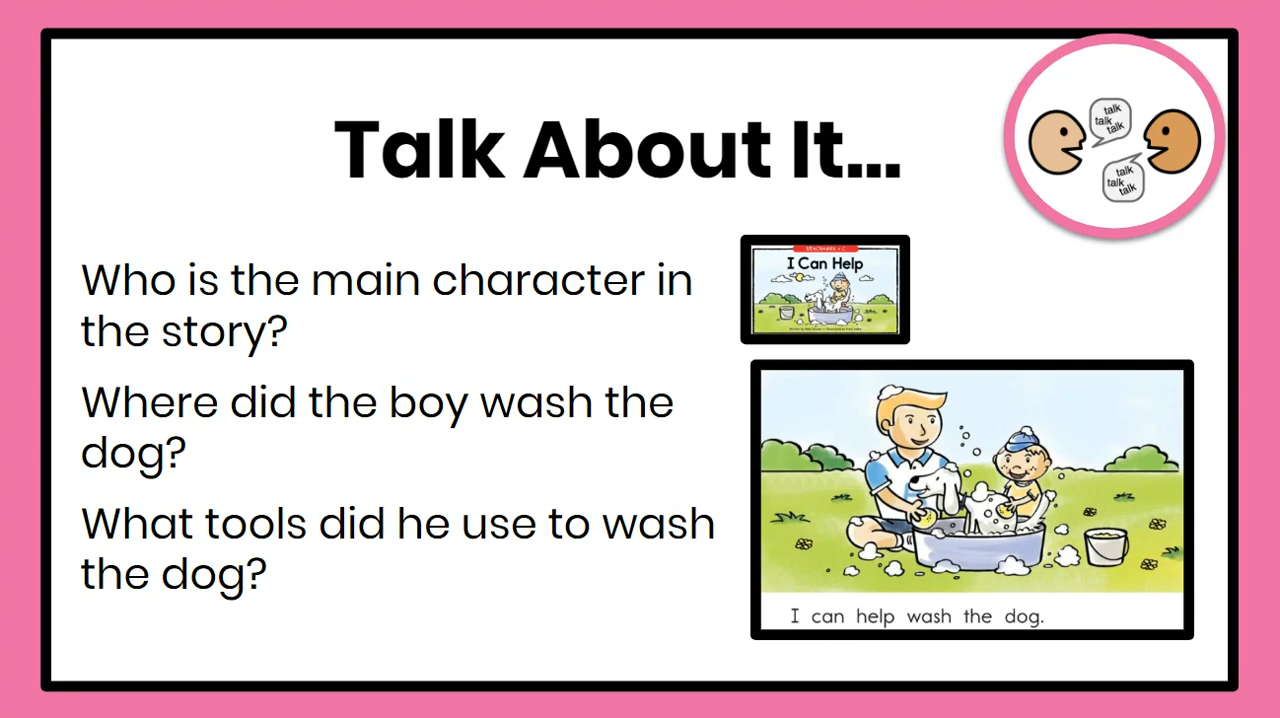 Talk About It...
talk
talk
talk
talk
talk
talk
Who is the main character in
the story?
Where did the boy wash the
dog?
What tools did he use to wash
the dog?
I Can Help
I can help wash the dog.